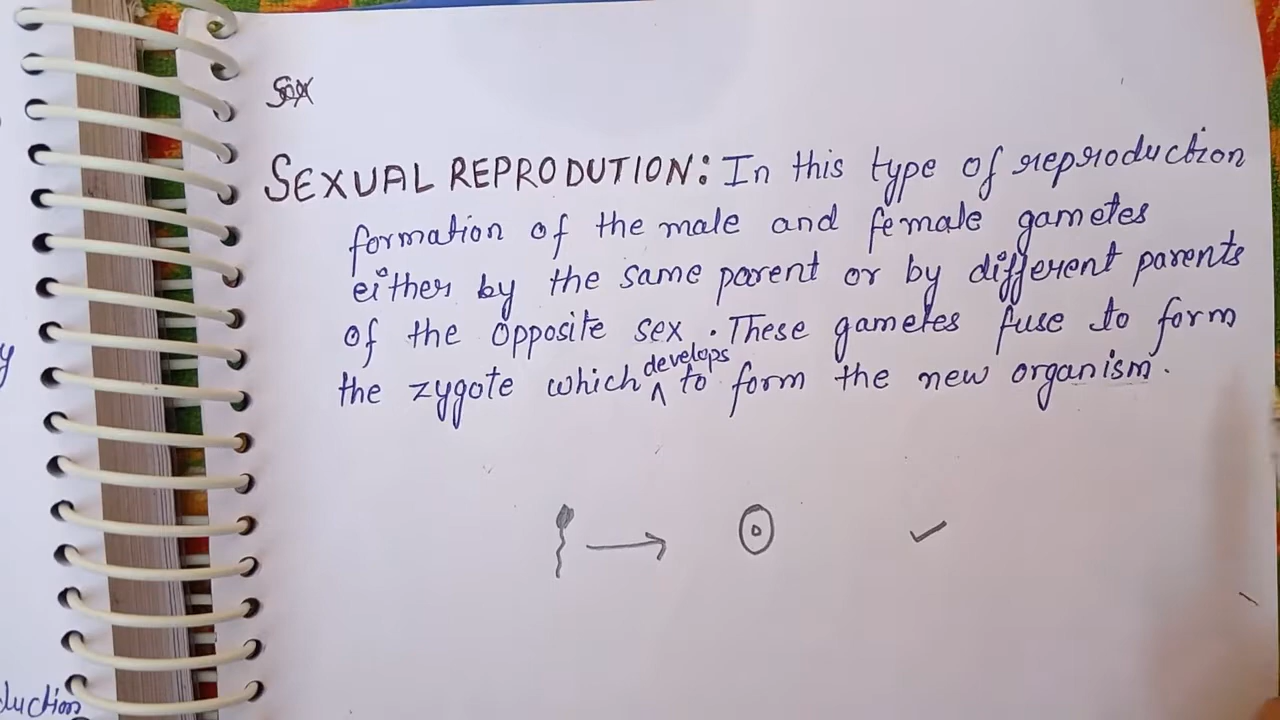 Sex
SEXUAL REPRODUTION: In this type of reproduction
formation of the male and female gametes
either by the same parent or by different parents
of the opposite sex. These gametes fuse to form
the zygote which develops to form the new organism.
y
duction